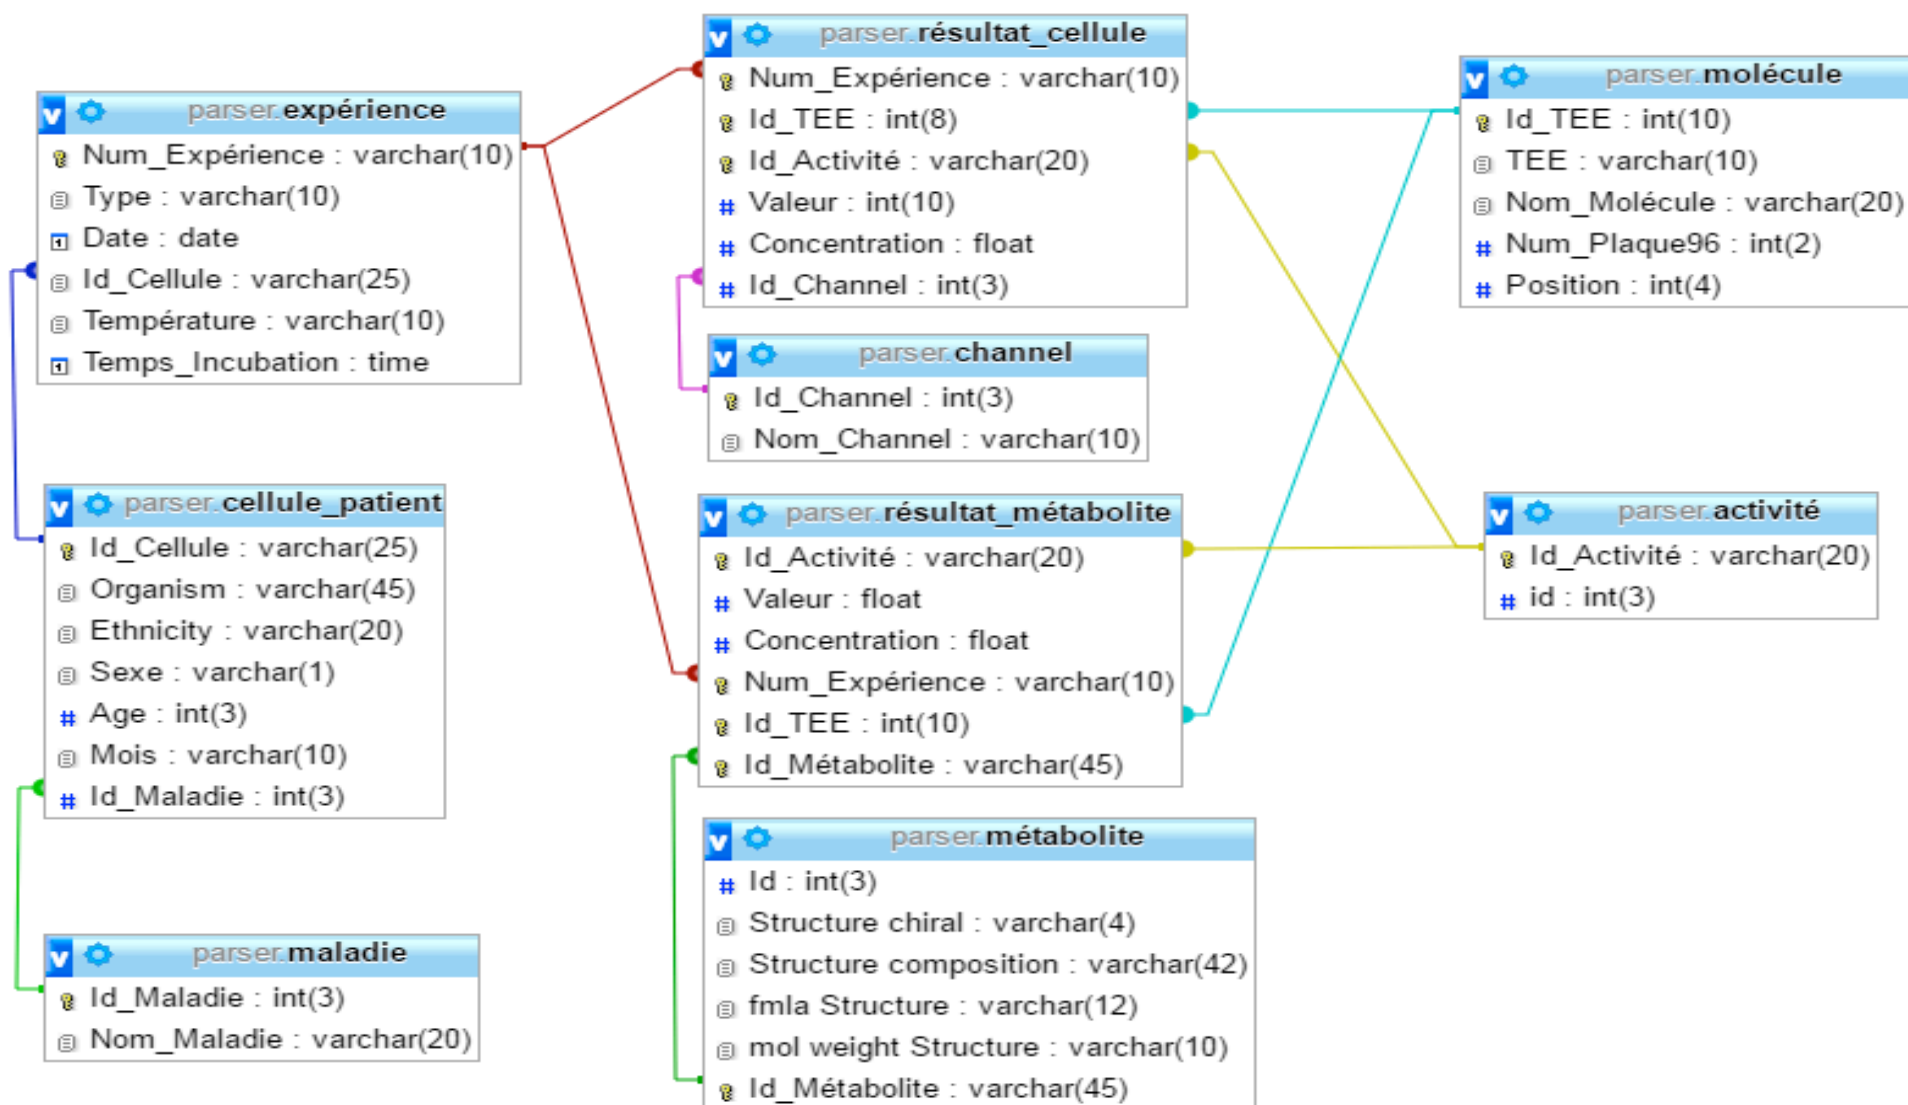 parser.expérience
Num_Expérience : varchar(10)
Type : varchar(10)
Date : date
Id_Cellule : varchar(25)
Température : varchar(10)
Temps_Incubation : time
parser.cellule_patient
Id_Cellule : varchar(25)
Organism : varchar(45)
Ethnicity : varchar(20)
Sexe : varchar(1)
Age : int(3)
Mois : varchar(10)
Id_Maladie : int(3)
parser.maladie
Id_Maladie : int(3)
Nom_Maladie : varchar(20)
parser.résultat_cellule
Num_Expérience : varchar(10)
Id_TEE : int(8)
Id_Activité : varchar(20)
Valeur : int(10)
Concentration : float
Id_Channel : int(3)
parser.channel
Id_Channel : int(3)
Nom_Channel : varchar(10)
parser.résultat_métabolite
Id_Activité : varchar(20)
Valeur : float
Concentration : float
Num_Expérience : varchar(10)
Id_TEE : int(10)
Id_Métabolite : varchar(45)
parser.métabolite
Id : int(3)
Structure chiral : varchar(4)
Structure composition : varchar(42)
fmla Structure : varchar(12)
mol weight Structure : varchar(10)
Id_Métabolite : varchar(45)
parser.molécule
Id_TEE : int(10)
TEE : varchar(10)
Nom_Molécule : varchar(20)
Num_Plaque96 : int(2)
Position : int(4)
parser.activité
Id_Activité : varchar(20)
id : int(3)